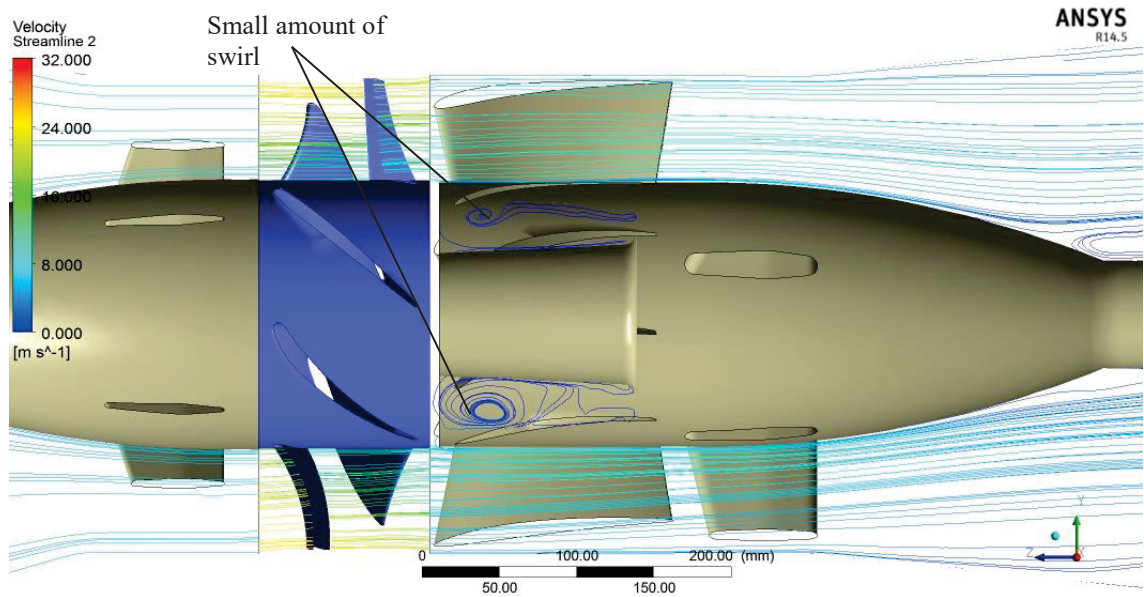 Velocity
Streamline 2
32.000
24.000
16.000
8.000
0.000
[m s^-1]
Small amount of
swirl
ANSYS
R14.5
0 100.00 200.00 (mm)
50.00 150.00
Y
Z
X